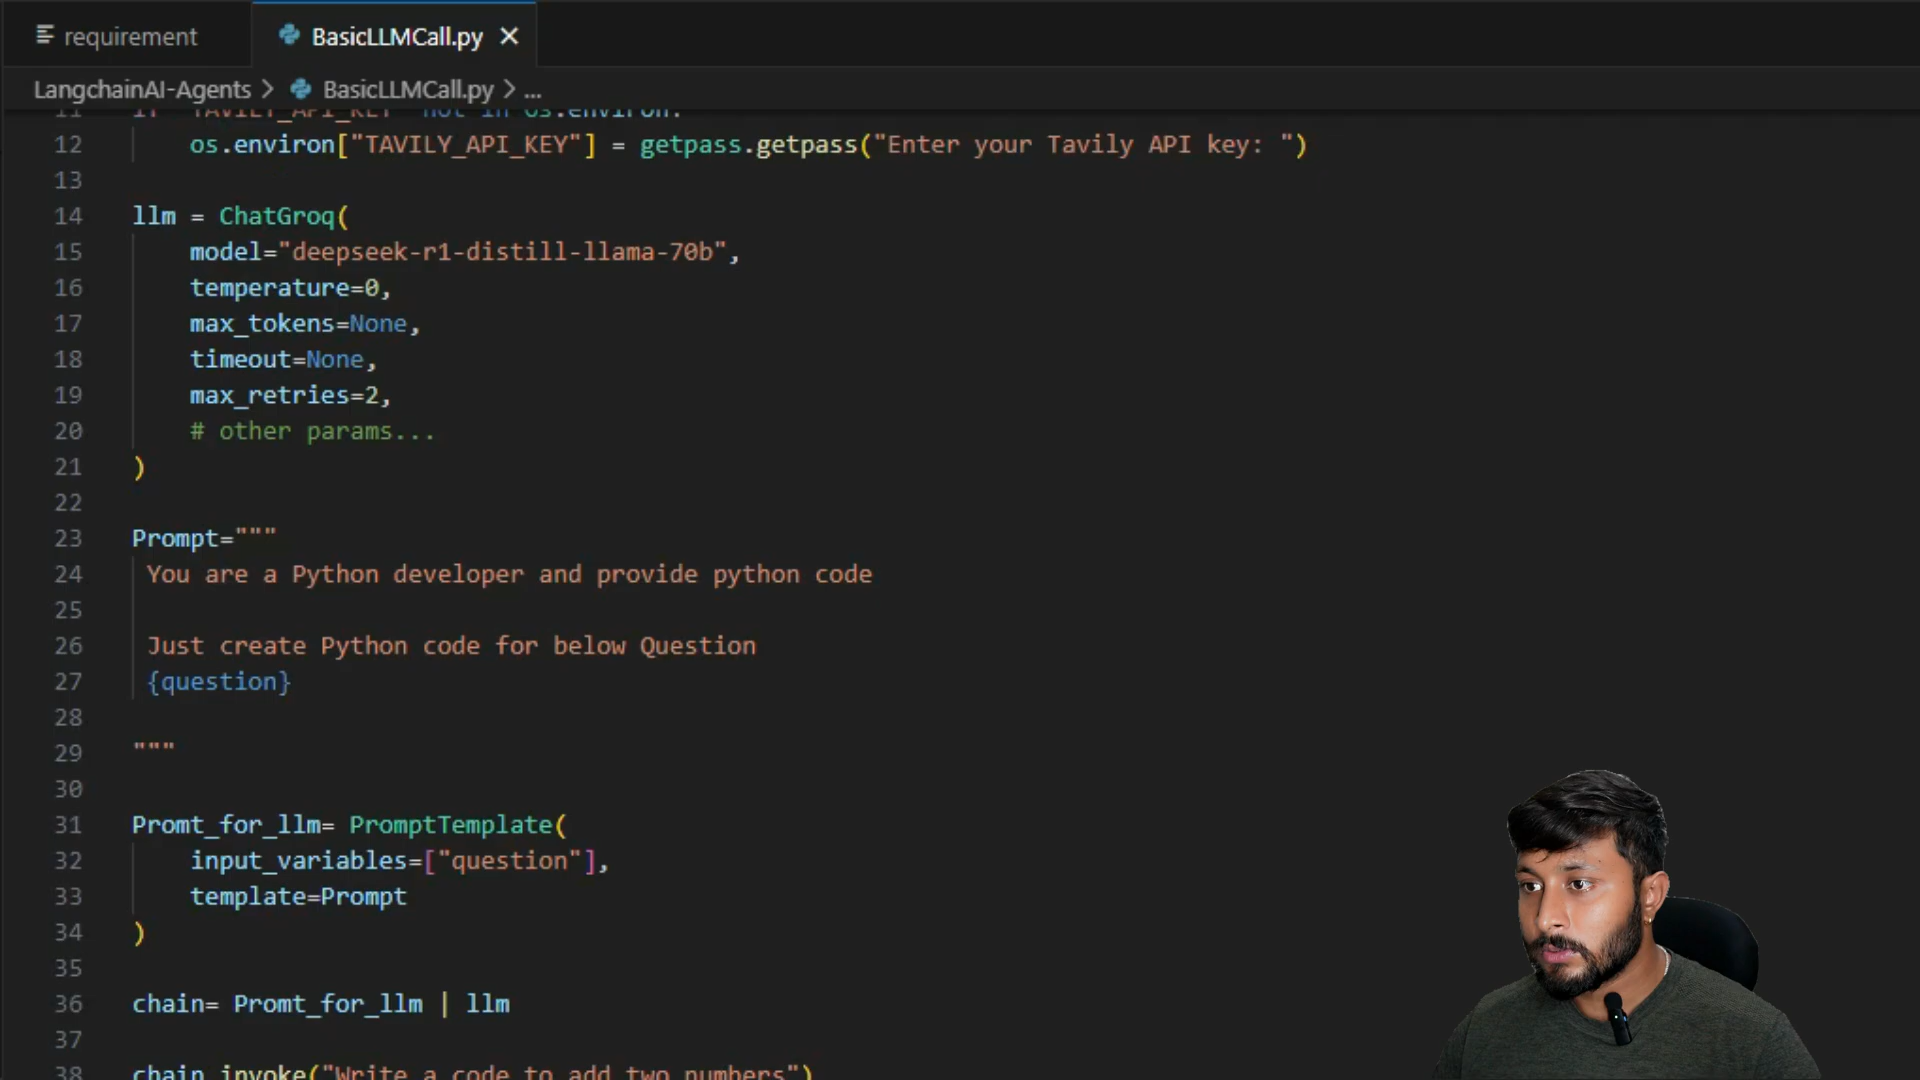 requirement
BasicLLMCall.py
LangchainAI-Agents > BasicLLMCall.py > ...
11 if "TAVILY_API_KEY" not in os.environ:
12 os.environ["TAVILY_API_KEY"] = getpass.getpass("Enter your Tavily API key: ")
13
14 llm = ChatGroq(
15 model="deepseek-r1-distill-llama-70b",
16 temperature=0,
17 max_tokens=None,
18 timeout=None,
19 max_retries=2,
20 # other params...
21 )
22
23 Prompt="""
24 You are a Python developer and provide python code
25
26 Just create Python code for below Question
27 {question}
28
29 """
30
31 Promt_for_llm= PromptTemplate(
32 input_variables=["question"],
33 template=Prompt
34 )
35
36 chain= Promt_for_llm | llm
37
38 chain.invoke("Write a code to add two numbers")